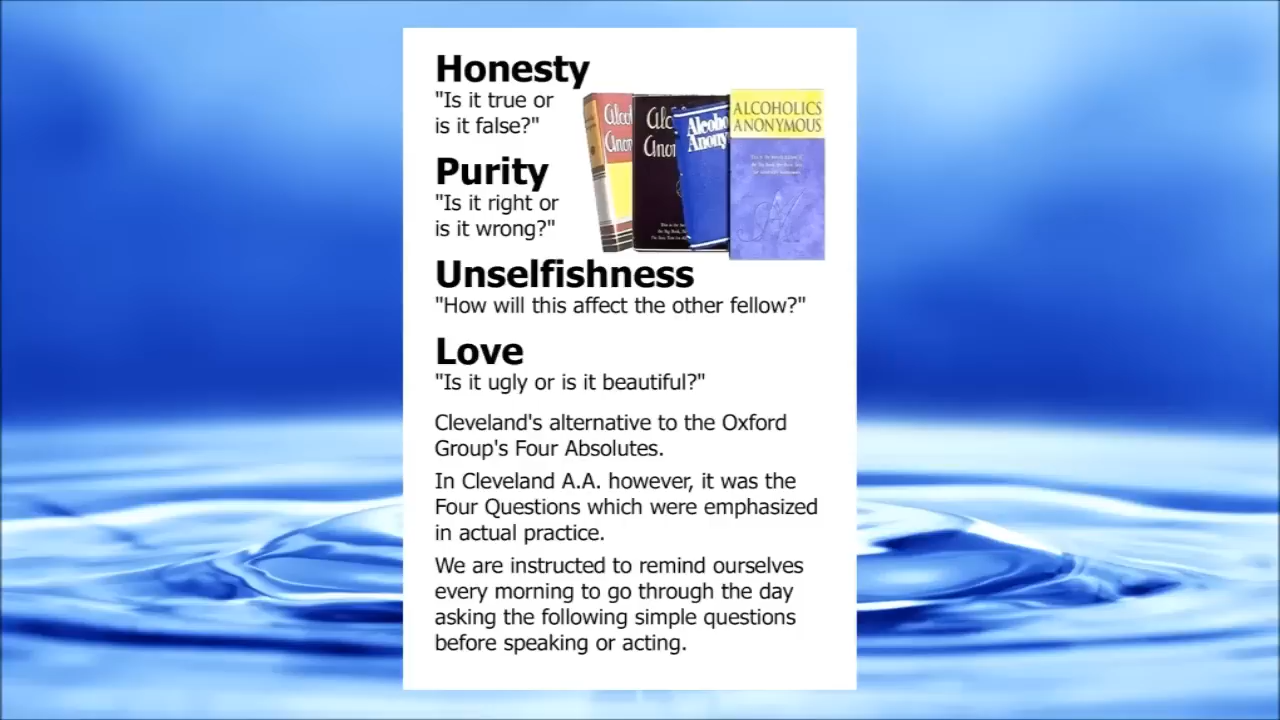 Honesty
"Is it true or
is it false?"
Purity
"Is it right or
is it wrong?"
Unselfishness
"How will this affect the other fellow?"
Love
"Is it ugly or is it beautiful?"
Cleveland's alternative to the Oxford
Group's Four Absolutes.
In Cleveland A.A. however, it was the
Four Questions which were emphasized
in actual practice.
We are instructed to remind ourselves
every morning to go through the day
asking the following simple questions
before speaking or acting.
ALCOHOLICS
ANONYMOUS